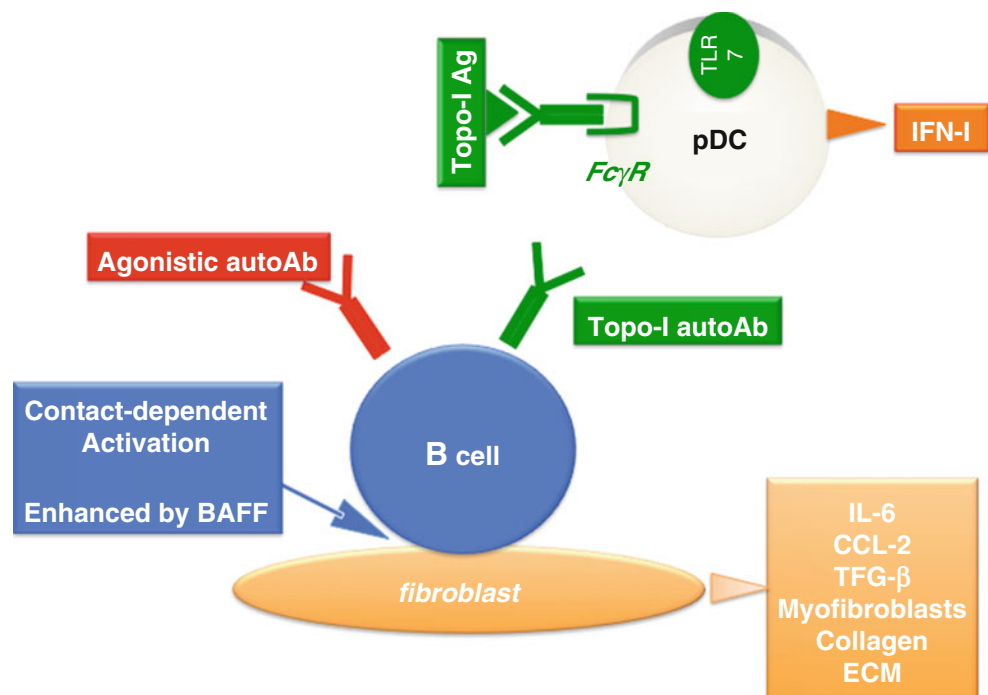 Topo-I Ag
TLR
7
pDC
IFN-I
FcγR
Agonistic autoAb
Topo-I autoAb
Contact-dependent
Activation
Enhanced by BAFF
B cell
fibroblast
IL-6
CCL-2
TFG-β
Myofibroblasts
Collagen
ECM